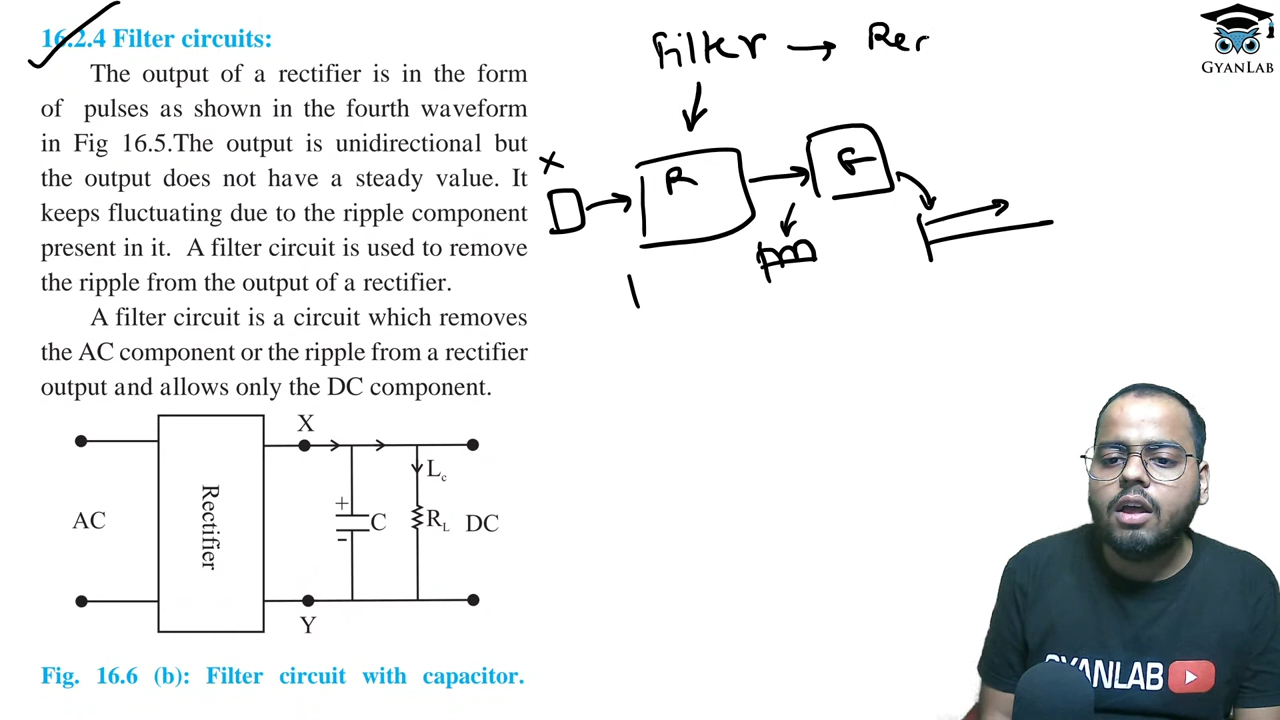 16.2.4 Filter circuits:
The output of a rectifier is in the form
of pulses as shown in the fourth waveform
in Fig 16.5.The output is unidirectional but
the output does not have a steady value. It
keeps fluctuating due to the ripple component
present in it. A filter circuit is used to remove
the ripple from the output of a rectifier.
A filter circuit is a circuit which removes
the AC component or the ripple from a rectifier
output and allows only the DC component.
X
AC
Rectifier
+
-
C
Lc
RL
DC
Y
Fig. 16.6 (b): Filter circuit with capacitor.
Filter → Rer
R
F
GYANLAB
GYANLAB